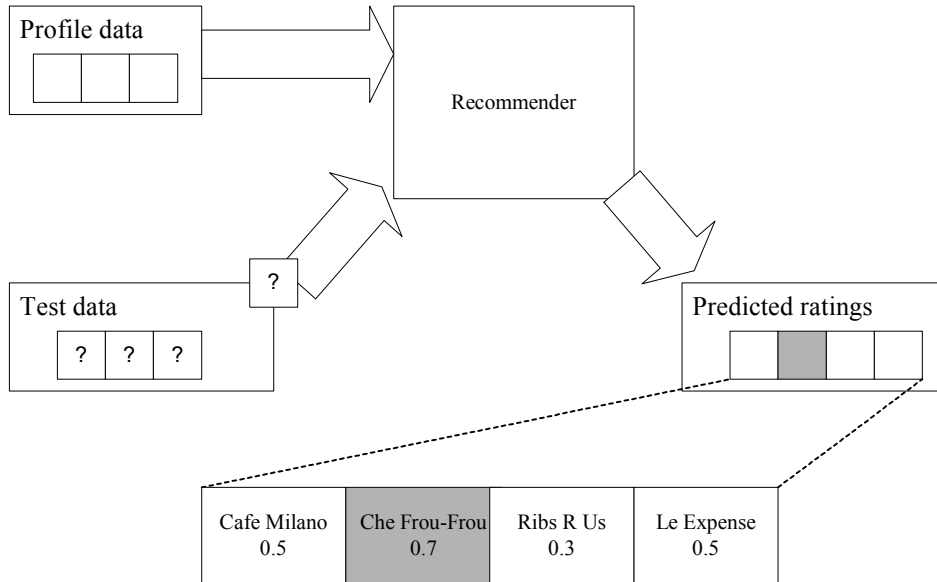 Profile data
Recommender
?
Test data
? ? ?
Predicted ratings
Cafe Milano
0.5
Che Frou-Frou
0.7
Ribs R Us
0.3
Le Expense
0.5